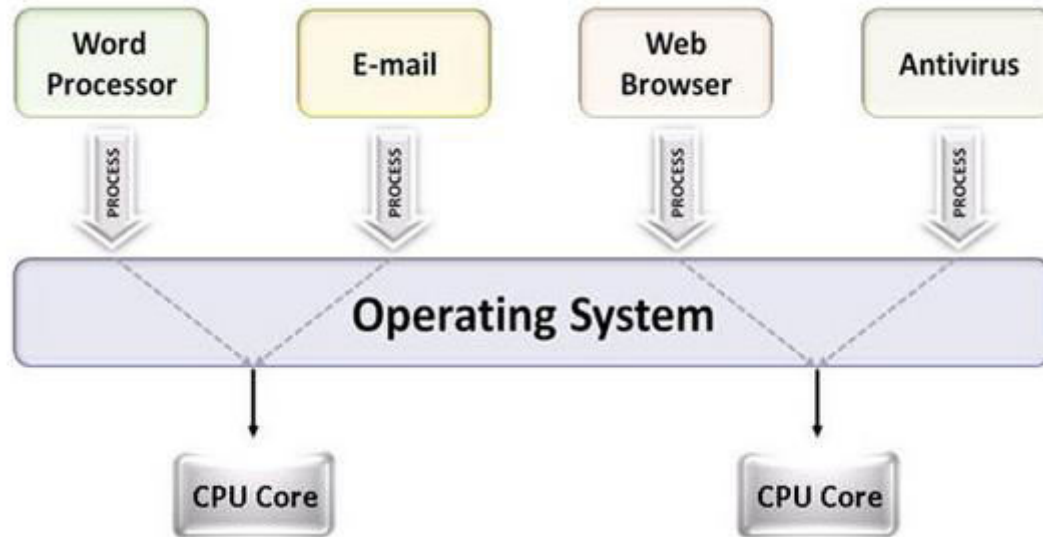 Word
Processor
E-mail
Web
Browser
Antivirus
PROCESS
PROCESS
PROCESS
PROCESS
Operating System
CPU Core
CPU Core